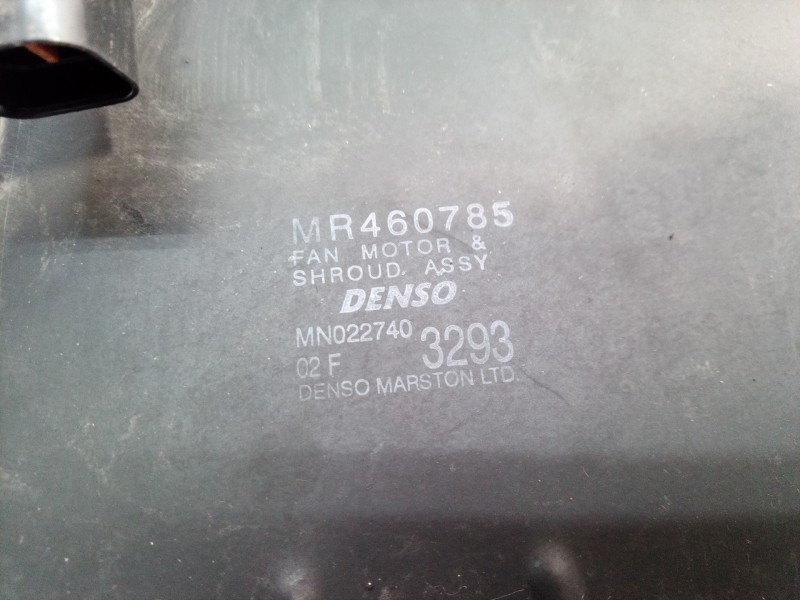 MR460785
FAN MOTOR &
SHROUD. ASSY
DENSO
MN022740
02 F 3293
DENSO MARSTON LTD.